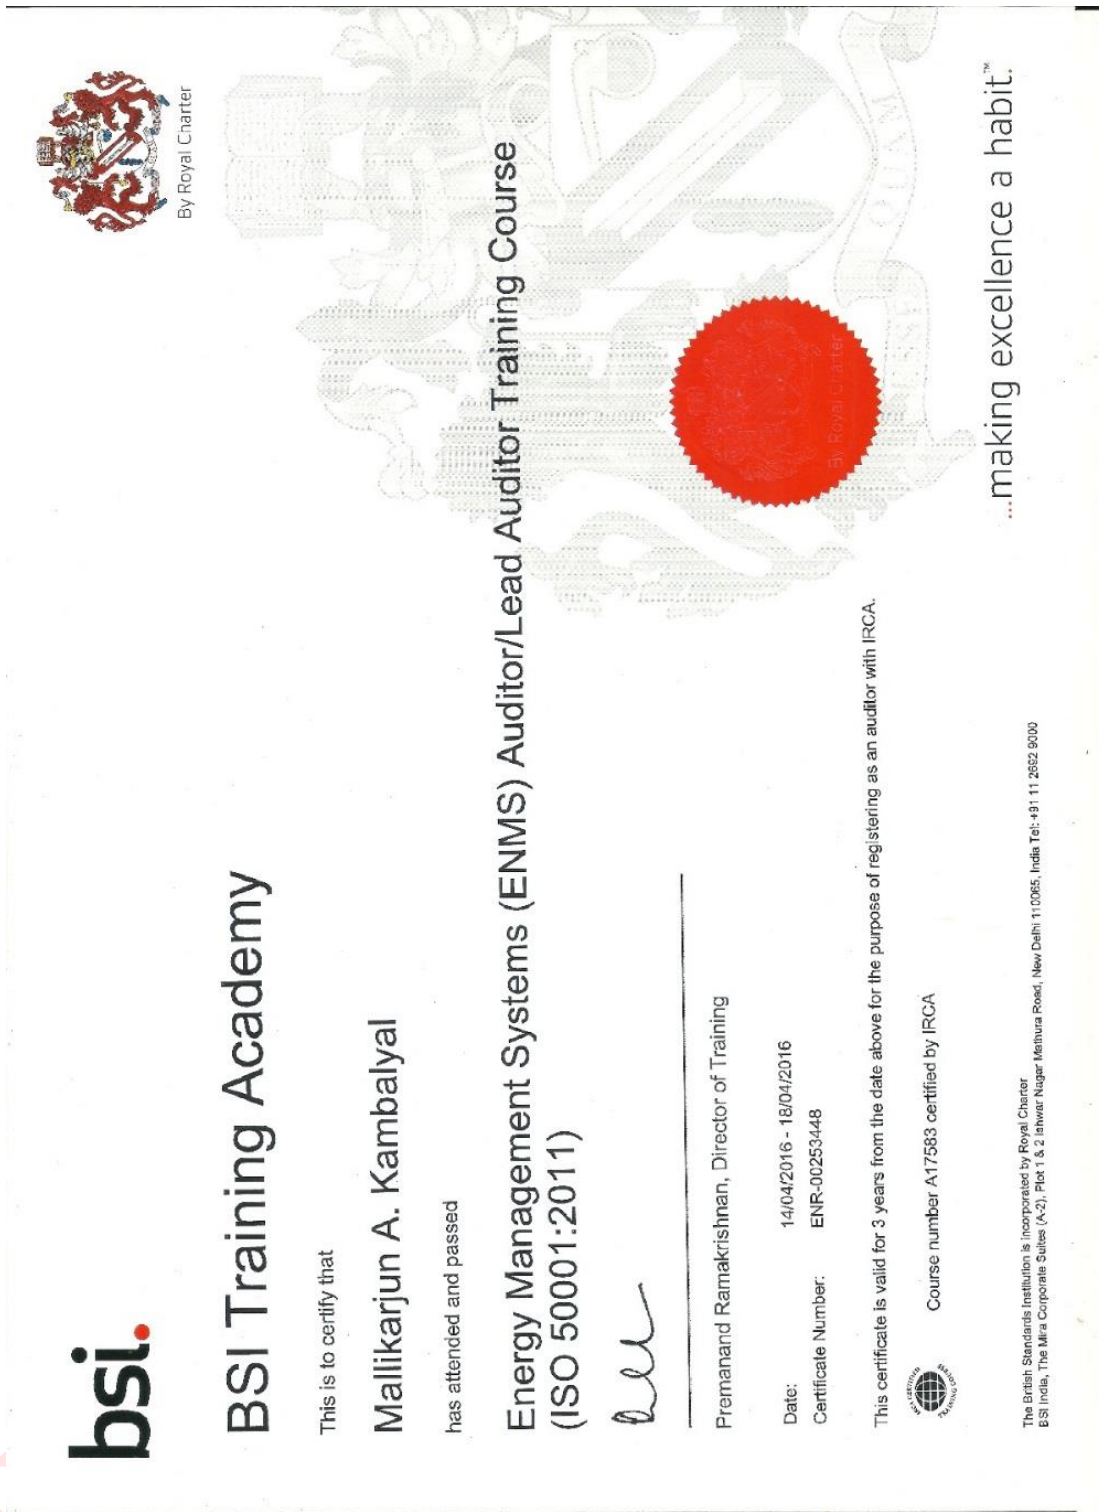 bsi.
By Royal Charter
BSI Training Academy
This is to certify that
Mallikarjun A. Kambalyal
has attended and passed
Energy Management Systems (ENMS) Auditor/Lead Auditor Training Course
(ISO 50001:2011)
Premanand Ramakrishnan, Director of Training
Date: 14/04/2016 - 18/04/2016
Certificate Number: ENR-00253448
By Royal Charter
This certificate is valid for 3 years from the date above for the purpose of registering as an auditor with IRCA.
Course number A17583 certified by IRCA
...making excellence a habit.™
The British Standards Institution is incorporated by Royal Charter
BSI India, The Mira Corporate Suites (A-2), Plot 1 & 2 Ishwar Nagar Mathura Road, New Delhi 110065, India Tel: +91 11 2692 9000